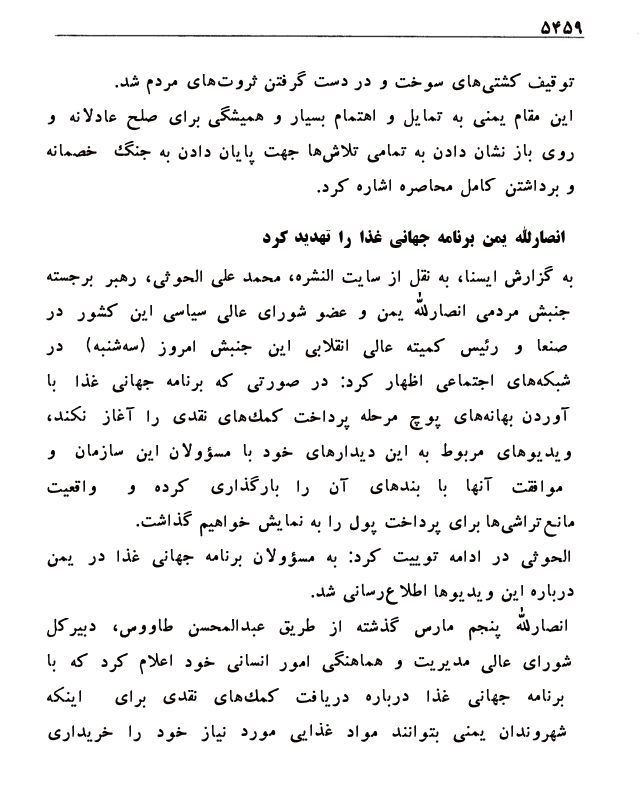 ۵۴۵۹
توقیف کشتی‌های سوخت و در دست گرفتن ثروت‌های مردم شد.
این مقام یمنی به تمایل و اهتمام بسیار و همیشگی برای صلح عادلانه و
روی باز نشان دادن به تمامی تلاش‌ها جهت پایان دادن به جنگ خصمانه
و برداشتن کامل محاصره اشاره کرد.
انصارلله یمن برنامه جهانی غذا را تهدید کرد
به گزارش ایسنا، به نقل از سایت النشره، محمد علی الحوثی، رهبر برجسته
جنبش مردمی انصارلله یمن و عضو شورای عالی سیاسی این کشور در
صنعا و رئیس کمیته عالی انقلابی این جنبش امروز (سه‌شنبه) در
شبکه‌های اجتماعی اظهار کرد: در صورتی که برنامه جهانی غذا با
آوردن بهانه‌های پوچ مرحله پرداخت کمك‌های نقدی را آغاز نکند،
ویدیوهای مربوط به این دیدارهای خود با مسؤولان این سازمان و
موافقت آنها با بندهای آن را بارگذاری کرده و واقعیت
مانع‌تراشی‌ها برای پرداخت پول را به نمایش خواهیم گذاشت.
الحوثی در ادامه توییت کرد: به مسؤولان برنامه جهانی غذا در یمن
درباره این ویدیوها اطلاع‌رسانی شد.
انصارلله پنجم مارس گذشته از طریق عبدالمحسن طاووس، دبیرکل
شورای عالی مدیریت و هماهنگی امور انسانی خود اعلام کرد که با
برنامه جهانی غذا درباره دریافت کمك‌های نقدی برای اینکه
شهروندان یمنی بتوانند مواد غذایی مورد نیاز خود را خریداری